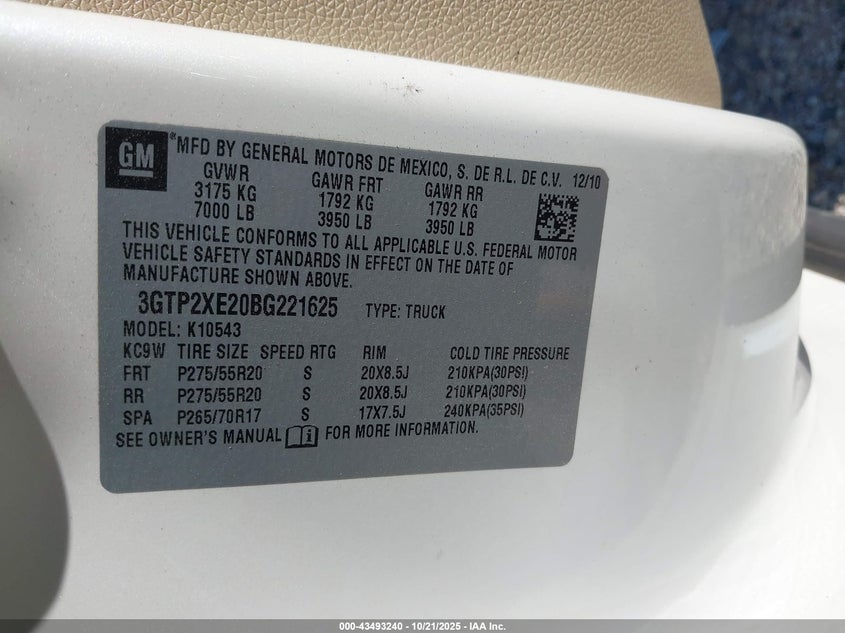 GM
® MFD BY GENERAL MOTORS DE MEXICO, S. DE R.L. DE C.V. 12/10
GVWR GAWR FRT GAWR RR
3175 KG 1792 KG 1792 KG
7000 LB 3950 LB 3950 LB
THIS VEHICLE CONFORMS TO ALL APPLICABLE U.S. FEDERAL MOTOR
VEHICLE SAFETY STANDARDS IN EFFECT ON THE DATE OF
MANUFACTURE SHOWN ABOVE.
3GTP2XE20BG221625 TYPE: TRUCK
MODEL: K10543
KC9W TIRE SIZE SPEED RTG RIM COLD TIRE PRESSURE
FRT P275/55R20 S 20X8.5J 210KPA(30PSI)
RR P275/55R20 S 20X8.5J 210KPA(30PSI)
SPA P265/70R17 S 17X7.5J 240KPA(35PSI)
SEE OWNER'S MANUAL i FOR MORE INFORMATION.
000-43493240 - 10/21/2025 - IAA Inc.